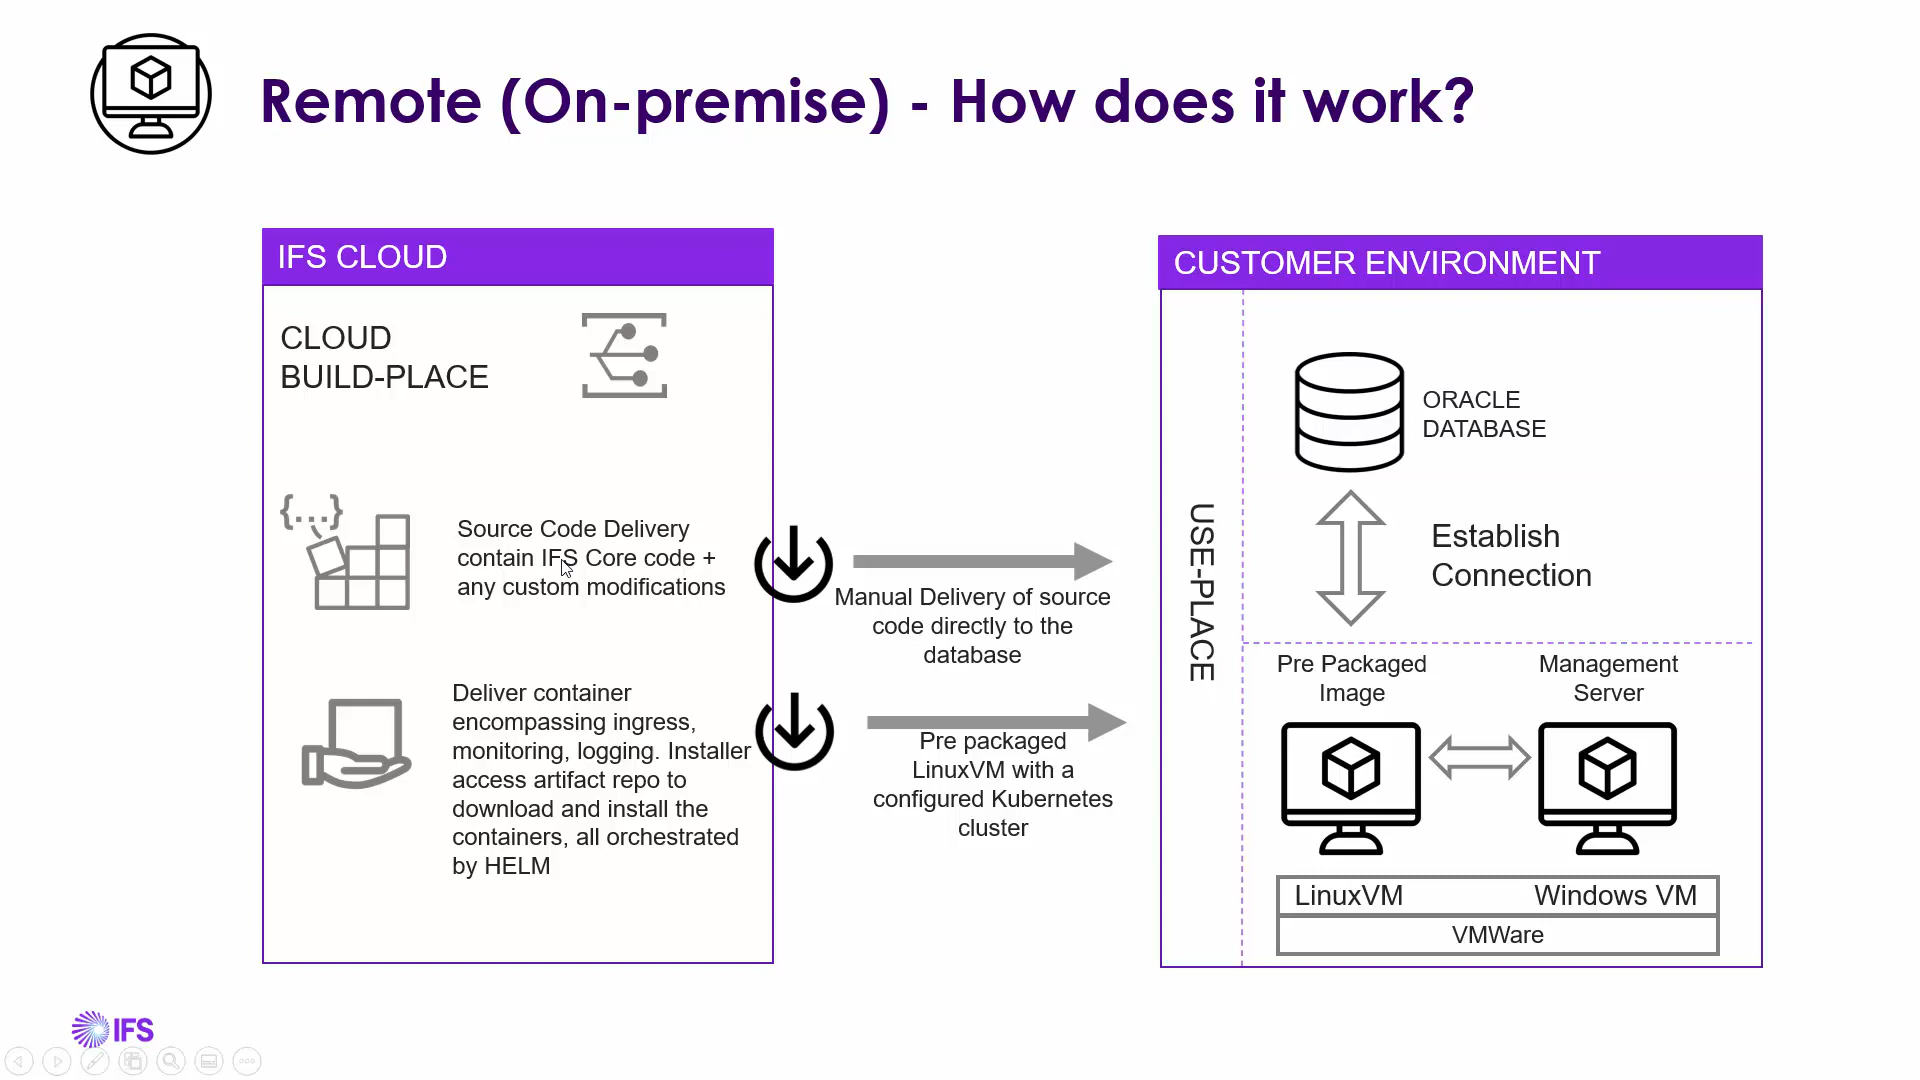 Remote (On-premise) - How does it work?
IFS CLOUD
CLOUD
BUILD-PLACE
{...}
Source Code Delivery
contain IFS Core code +
any custom modifications
Deliver container
encompassing ingress,
monitoring, logging. Installer
access artifact repo to
download and install the
containers, all orchestrated
by HELM
Manual Delivery of source
code directly to the
database
Pre packaged
LinuxVM with a
configured Kubernetes
cluster
CUSTOMER ENVIRONMENT
USE-PLACE
ORACLE
DATABASE
Establish
Connection
Pre Packaged
Image
Management
Server
LinuxVM
Windows VM
VMWare
IFS